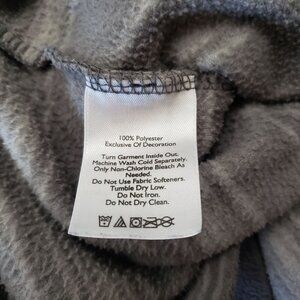 100% Polyester
Exclusive Of Decoration
Turn Garment Inside Out.
Machine Wash Cold Separately.
Only Non-Chlorine Bleach As
Needed.
Do Not Use Fabric Softeners.
Tumble Dry Low.
Do Not Iron.
Do Not Dry Clean.